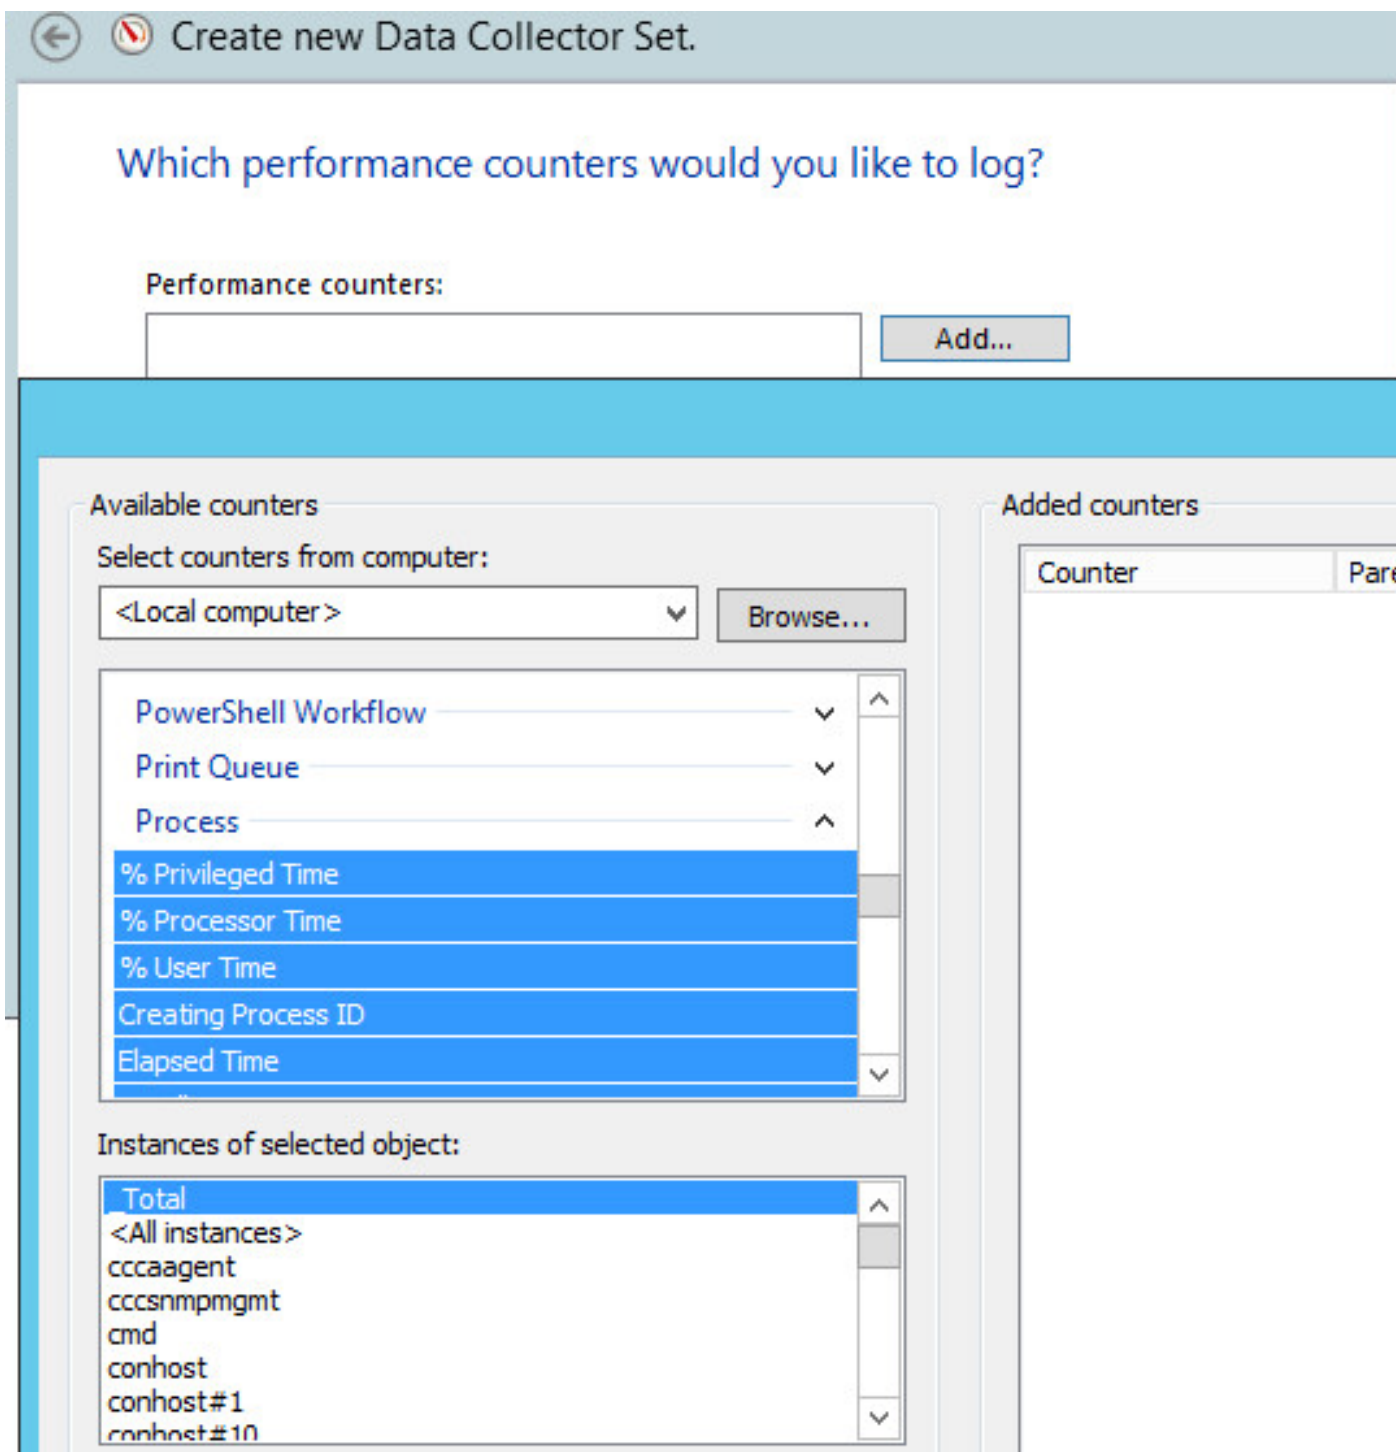 Create new Data Collector Set.
Which performance counters would you like to log?
Performance counters:
Add...
Available counters
Select counters from computer:
<Local computer>
Browse...
PowerShell Workflow
Print Queue
Process
% Privileged Time
% Processor Time
% User Time
Creating Process ID
Elapsed Time
Instances of selected object:
_Total
<All instances>
cccaagent
cccsnmpmgmt
cmd
conhost
conhost#1
conhost#10
Added counters
Counter
Pare